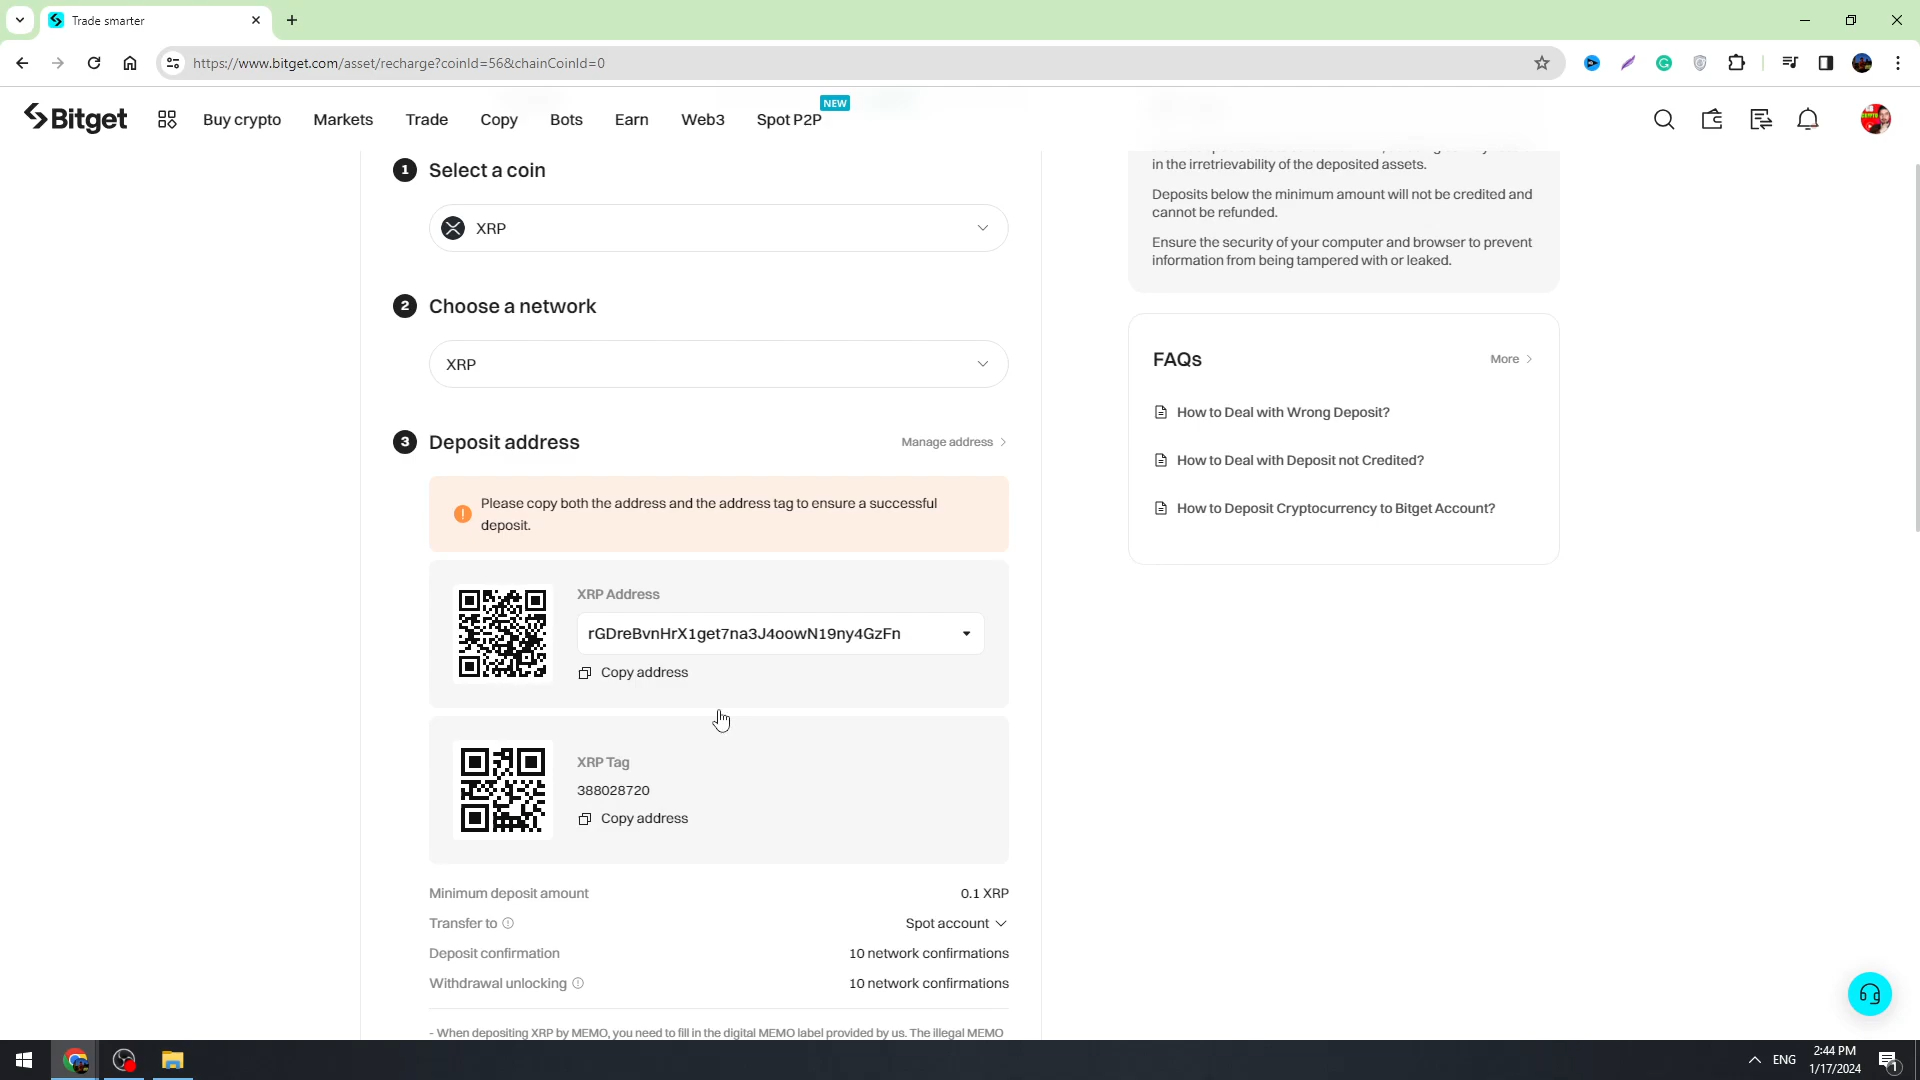 Trade smarter
https://www.bitget.com/asset/recharge?coinId=56&chainCoinId=0
Bitget
Buy crypto
Markets
Trade
Copy
Bots
Earn
Web3
Spot P2P
NEW
1 Select a coin
XRP
2 Choose a network
XRP
3 Deposit address
Manage address >
Please copy both the address and the address tag to ensure a successful
deposit.
XRP Address
rGDreBvnHrX1get7na3J4oowN19ny4GzFn
Copy address
XRP Tag
388028720
Copy address
Minimum deposit amount 0.1 XRP
Transfer to Spot account
Deposit confirmation 10 network confirmations
Withdrawal unlocking 10 network confirmations
- When depositing XRP by MEMO, you need to fill in the digital MEMO label provided by us. The illegal MEMO
in the irretrievability of the deposited assets.
Deposits below the minimum amount will not be credited and
cannot be refunded.
Ensure the security of your computer and browser to prevent
information from being tampered with or leaked.
FAQs
More >
How to Deal with Wrong Deposit?
How to Deal with Deposit not Credited?
How to Deposit Cryptocurrency to Bitget Account?
ENG
2:44 PM
1/17/2024
1